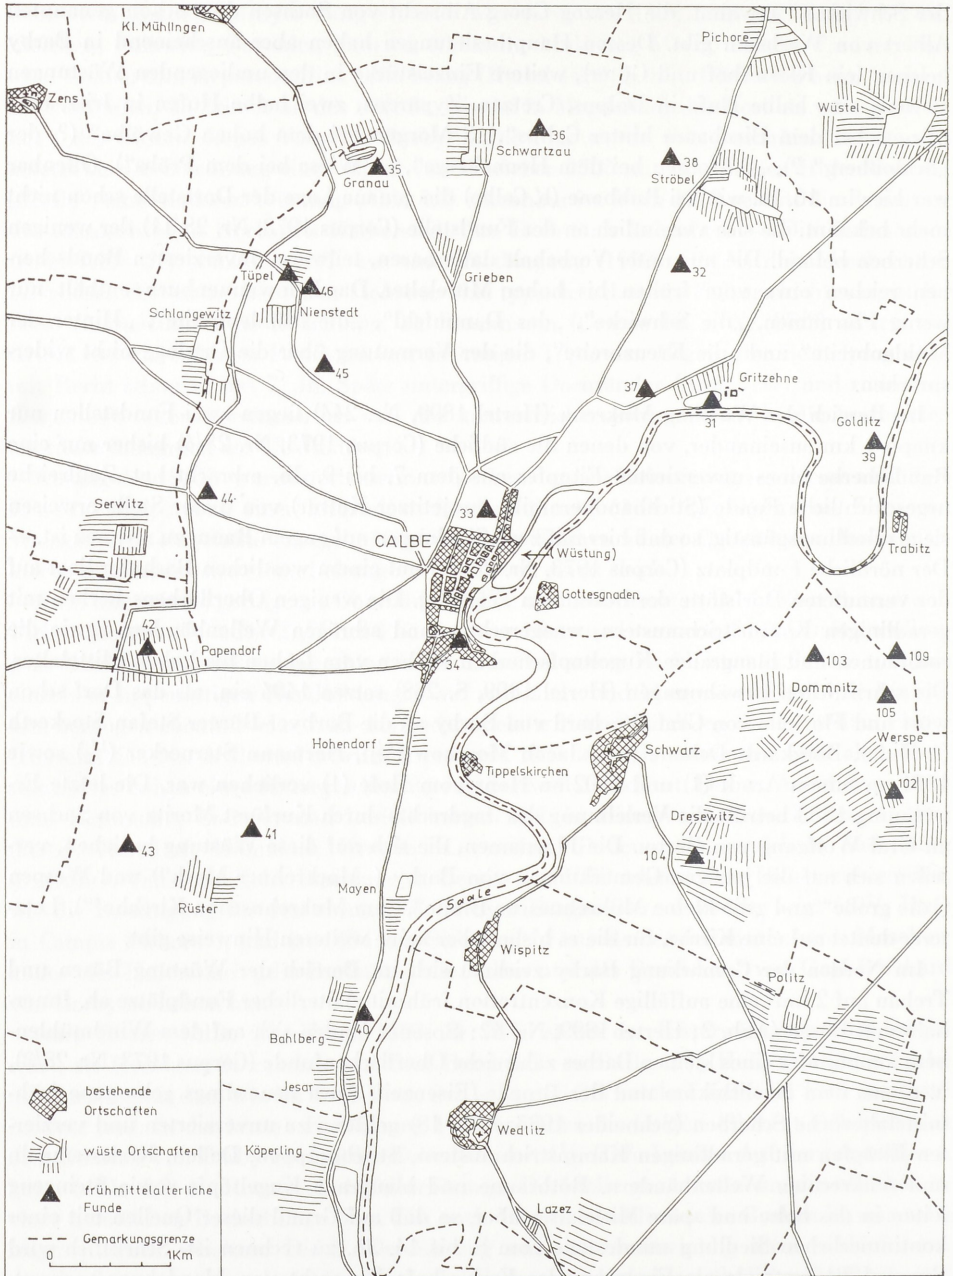 Kl. Mühlingen
Pichore
Zens
Wüstel
36
Schwartzau
38
35
Granau
Ströbel
17
Tüpel
46
Grieben
32
Nienstedt
Schlangewitz
45
37
Gritzehne
31
Golditz
39
44
Serwitz
33
CALBE
(Wüstung)
Trabitz
Gottesgnaden
42
Papendorf
34
103
109
Domnitz
105
Hohendorf
Schwarz
Werspe
Tippelskirchen
102
Dresewitz
41
43
104
Mayen
Saale
Rüster
Wispitz
Politz
40
Bahlberg
Jesar
bestehende
Ortschaften
Wedlitz
wüste Ortschaften
Köperling
frühmittelalterliche
Funde
Lazez
Gemarkungsgrenze
0 1Km